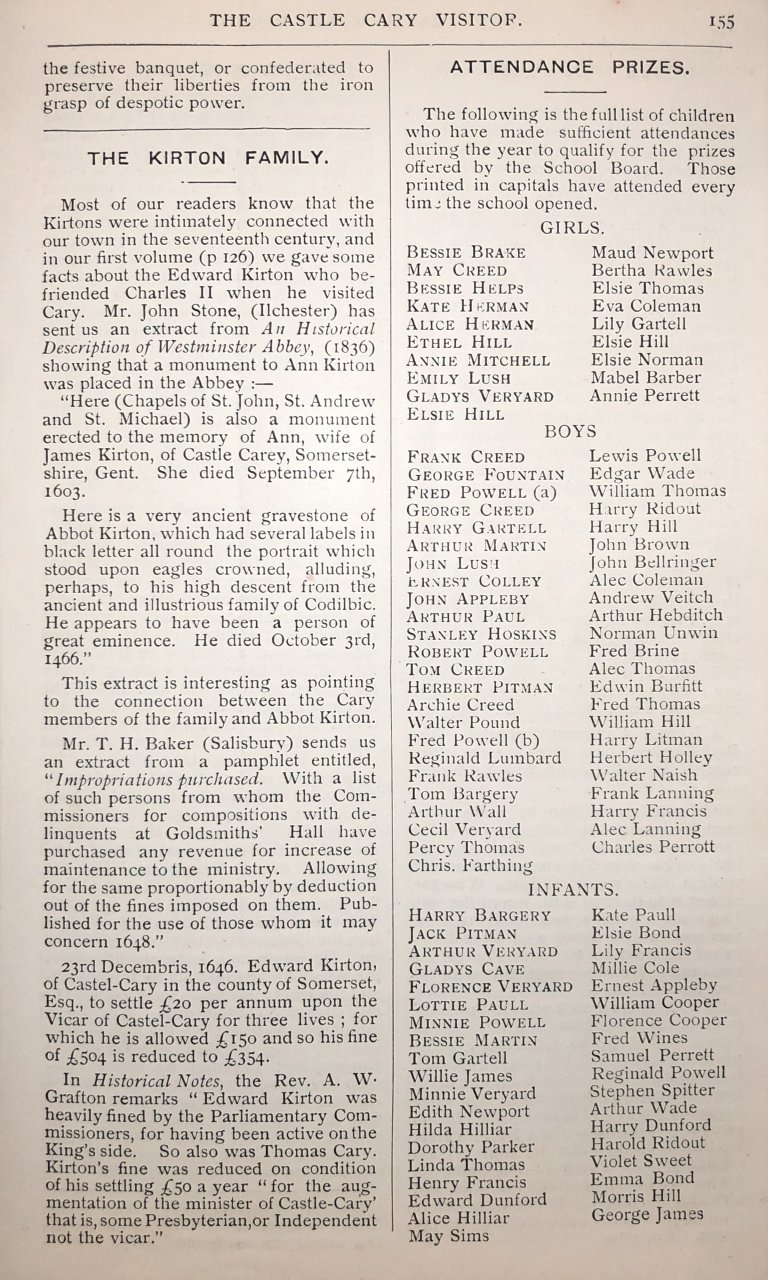 THE CASTLE CARY VISITOR.
155
the festive banquet, or confederated to
preserve their liberties from the iron
grasp of despotic power.
THE KIRTON FAMILY.
Most of our readers know that the
Kirtons were intimately connected with
our town in the seventeenth century, and
in our first volume (p 126) we gave some
facts about the Edward Kirton who be-
friended Charles II when he visited
Cary. Mr. John Stone, (Ilchester) has
sent us an extract from An Historical
Description of Westminster Abbey, (1836)
showing that a monument to Ann Kirton
was placed in the Abbey :—
"Here (Chapels of St. John, St. Andrew
and St. Michael) is also a monument
erected to the memory of Ann, wife of
James Kirton, of Castle Carey, Somerset-
shire, Gent. She died September 7th,
1603.
Here is a very ancient gravestone of
Abbot Kirton, which had several labels in
black letter all round the portrait which
stood upon eagles crowned, alluding,
perhaps, to his high descent from the
ancient and illustrious family of Codilbic.
He appears to have been a person of
great eminence. He died October 3rd,
1466."
This extract is interesting as pointing
to the connection between the Cary
members of the family and Abbot Kirton.
Mr. T. H. Baker (Salisbury) sends us
an extract from a pamphlet entitled,
"Impropriations purchased. With a list
of such persons from whom the Com-
missioners for compositions with de-
linquents at Goldsmiths' Hall have
purchased any revenue for increase of
maintenance to the ministry. Allowing
for the same proportionably by deduction
out of the fines imposed on them. Pub-
lished for the use of those whom it may
concern 1648."
23rd Decembris, 1646. Edward Kirton,
of Castel-Cary in the county of Somerset,
Esq., to settle £20 per annum upon the
Vicar of Castel-Cary for three lives ; for
which he is allowed £150 and so his fine
of £504 is reduced to £354.
In Historical Notes, the Rev. A. W.
Grafton remarks " Edward Kirton was
heavily fined by the Parliamentary Com-
missioners, for having been active on the
King's side. So also was Thomas Cary.
Kirton's fine was reduced on condition
of his settling £50 a year " for the aug-
mentation of the minister of Castle-Cary'
that is, some Presbyterian, or Independent
not the vicar."
ATTENDANCE PRIZES.
The following is the full list of children
who have made sufficient attendances
during the year to qualify for the prizes
offered by the School Board. Those
printed in capitals have attended every
time the school opened.
GIRLS.
BESSIE BRAKE
MAY CREED
BESSIE HELPS
KATE HERMAN
ALICE HERMAN
ETHEL HILL
ANNIE MITCHELL
EMILY LUSH
GLADYS VERYARD
ELSIE HILL
Maud Newport
Bertha Rawles
Elsie Thomas
Eva Coleman
Lily Gartell
Elsie Hill
Elsie Norman
Mabel Barber
Annie Perrett
BOYS
FRANK CREED
GEORGE FOUNTAIN
FRED POWELL (a)
GEORGE CREED
HARRY GARTELL
ARTHUR MARTIN
JOHN LUSH
ERNEST COLLEY
JOHN APPLEBY
ARTHUR PAUL
STANLEY HOSKINS
ROBERT POWELL
TOM CREED
HERBERT PITMAN
Archie Creed
Walter Pound
Fred Powell (b)
Reginald Lumbard
Frank Rawles
Tom Bargery
Arthur Wall
Cecil Veryard
Percy Thomas
Chris. Farthing
Lewis Powell
Edgar Wade
William Thomas
Harry Ridout
Harry Hill
John Brown
John Bellringer
Alec Coleman
Andrew Veitch
Arthur Hebditch
Norman Unwin
Fred Brine
Alec Thomas
Edwin Burfitt
Fred Thomas
William Hill
Harry Litman
Herbert Holley
Walter Naish
Frank Lanning
Harry Francis
Alec Lanning
Charles Perrott
INFANTS.
HARRY BARGERY
JACK PITMAN
ARTHUR VERYARD
GLADYS CAVE
FLORENCE VERYARD
LOTTIE PAULL
MINNIE POWELL
BESSIE MARTIN
Tom Gartell
Willie James
Minnie Veryard
Edith Newport
Hilda Hilliar
Dorothy Parker
Linda Thomas
Henry Francis
Edward Dunford
Alice Hilliar
May Sims
Kate Paull
Elsie Bond
Lily Francis
Millie Cole
Ernest Appleby
William Cooper
Florence Cooper
Fred Wines
Samuel Perrett
Reginald Powell
Stephen Spitter
Arthur Wade
Harry Dunford
Harold Ridout
Violet Sweet
Emma Bond
Morris Hill
George James